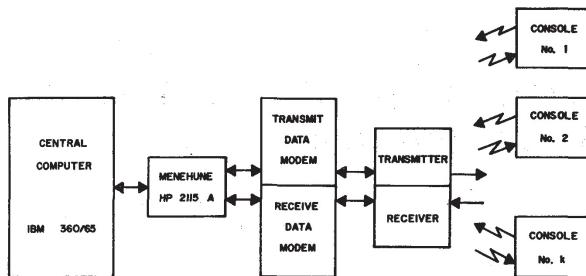 CENTRAL
COMPUTER
IBM 360/65
MENEHUNE
HP 2115 A
TRANSMIT
DATA
MODEM
RECEIVE
DATA
MODEM
TRANSMITTER
RECEIVER
CONSOLE
No. 1
CONSOLE
No. 2
CONSOLE
No. k